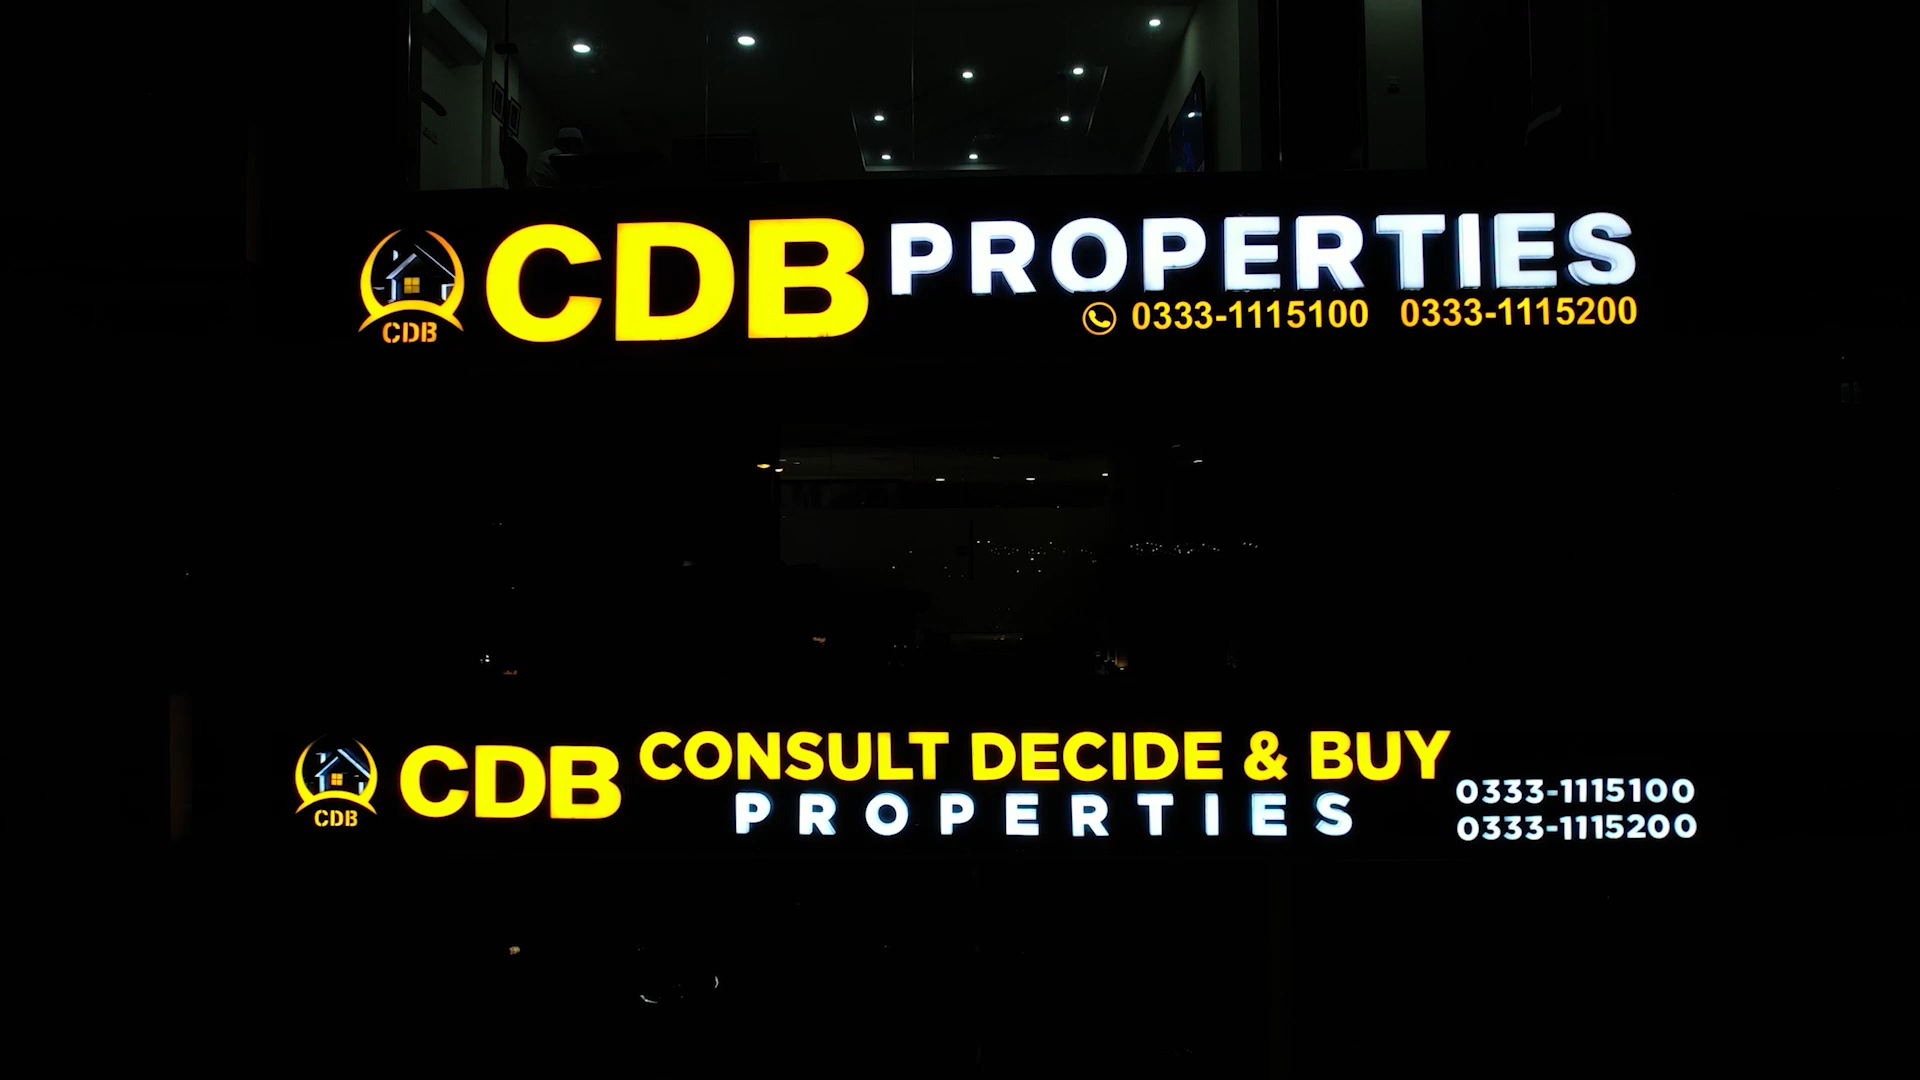 CDB PROPERTIES
CDB
0333-1115100 0333-1115200
CDB CONSULT DECIDE & BUY
PROPERTIES
CDB
0333-1115100
0333-1115200